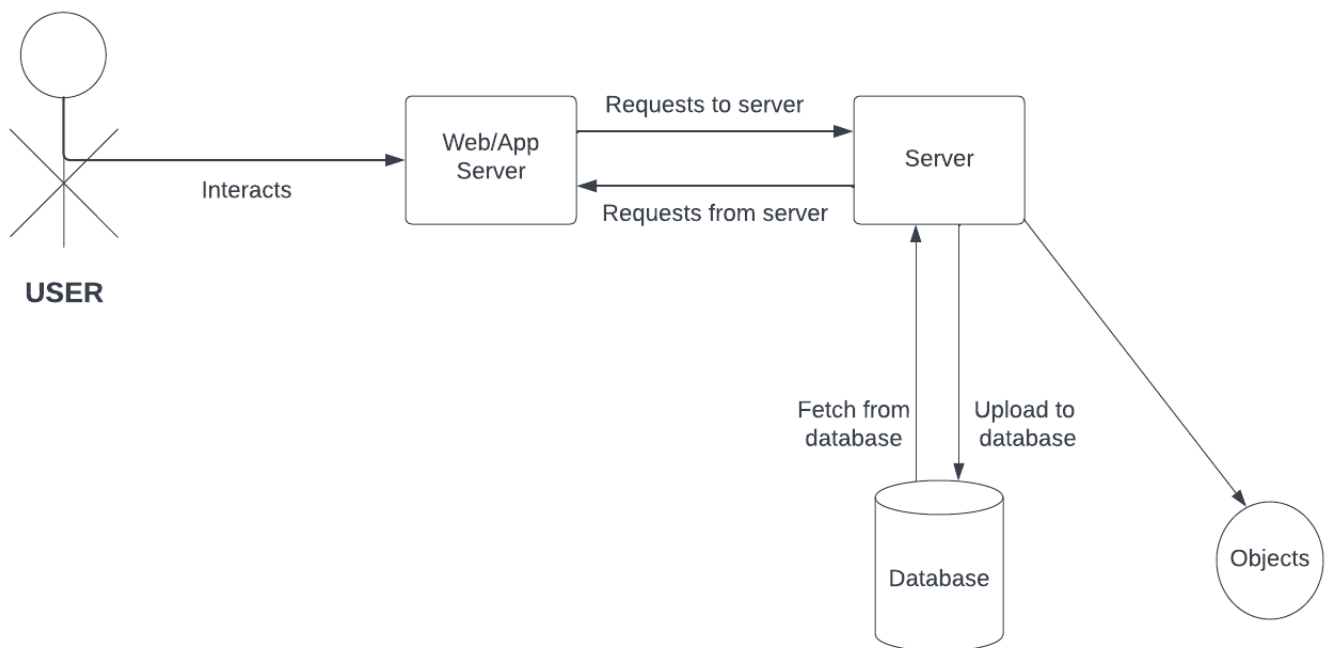 Requests to server
Web/App
Server
Server
Interacts
Requests from server
USER
Fetch from
database
Upload to
database
Objects
Database